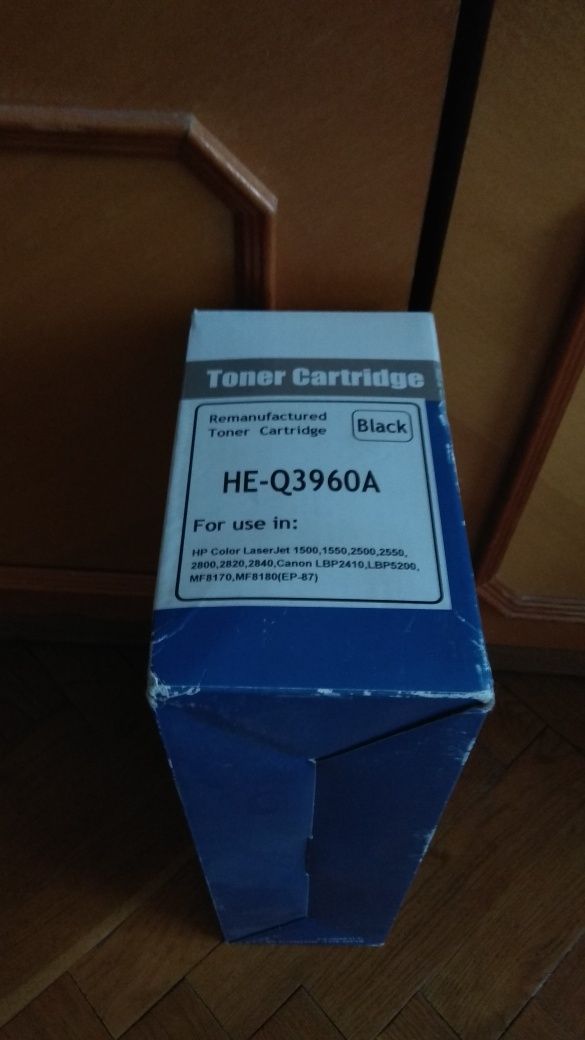 Toner Cartridge
Remanufactured
Toner Cartridge
Black
HE-Q3960A
For use in:
HP Color LaserJet 1500,1550,2500,2550,
2800,2820,2840,Canon LBP2410,LBP5200,
MF8170,MF8180(EP-87)